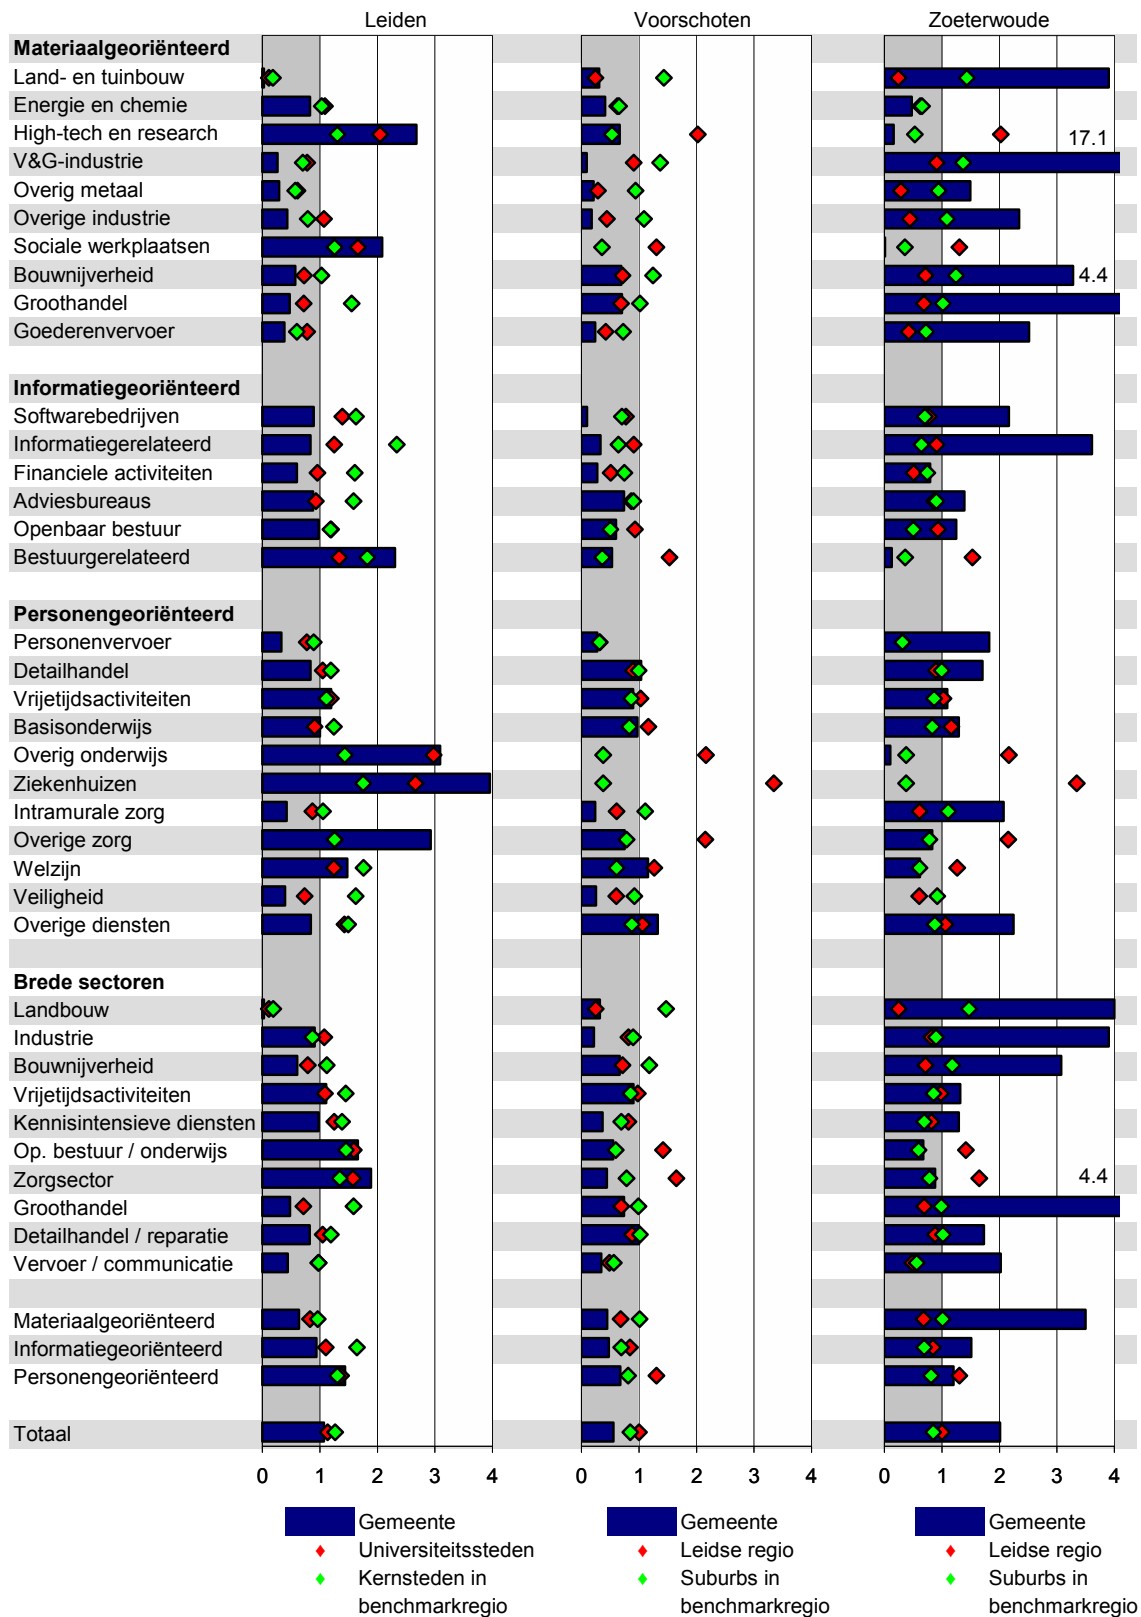 Leiden Voorschoten Zoeterwoude
Materiaalgeoriënteerd
Land- en tuinbouw
Energie en chemie
High-tech en research
17.1
V&G-industrie
Overig metaal
Overige industrie
Sociale werkplaatsen
Bouwnijverheid
4.4
Groothandel
Goederenvervoer
Informatiegeoriënteerd
Softwarebedrijven
Informatiegerelateerd
Financiele activiteiten
Adviesbureaus
Openbaar bestuur
Bestuurgerelateerd
Personengeoriënteerd
Personenvervoer
Detailhandel
Vrijetijdsactiviteiten
Basisonderwijs
Overig onderwijs
Ziekenhuizen
Intramurale zorg
Overige zorg
Welzijn
Veiligheid
Overige diensten
Brede sectoren
Landbouw
Industrie
Bouwnijverheid
Vrijetijdsactiviteiten
Kennisintensieve diensten
Op. bestuur / onderwijs
Zorgsector
4.4
Groothandel
Detailhandel / reparatie
Vervoer / communicatie
Materiaalgeoriënteerd
Informatiegeoriënteerd
Personengeoriënteerd
Totaal
0 1 2 3 4 0 1 2 3 4 0 1 2 3 4
Gemeente Gemeente Gemeente
Universiteitssteden Leidse regio Leidse regio
Kernsteden in Suburbs in Suburbs in
benchmarkregio benchmarkregio benchmarkregio